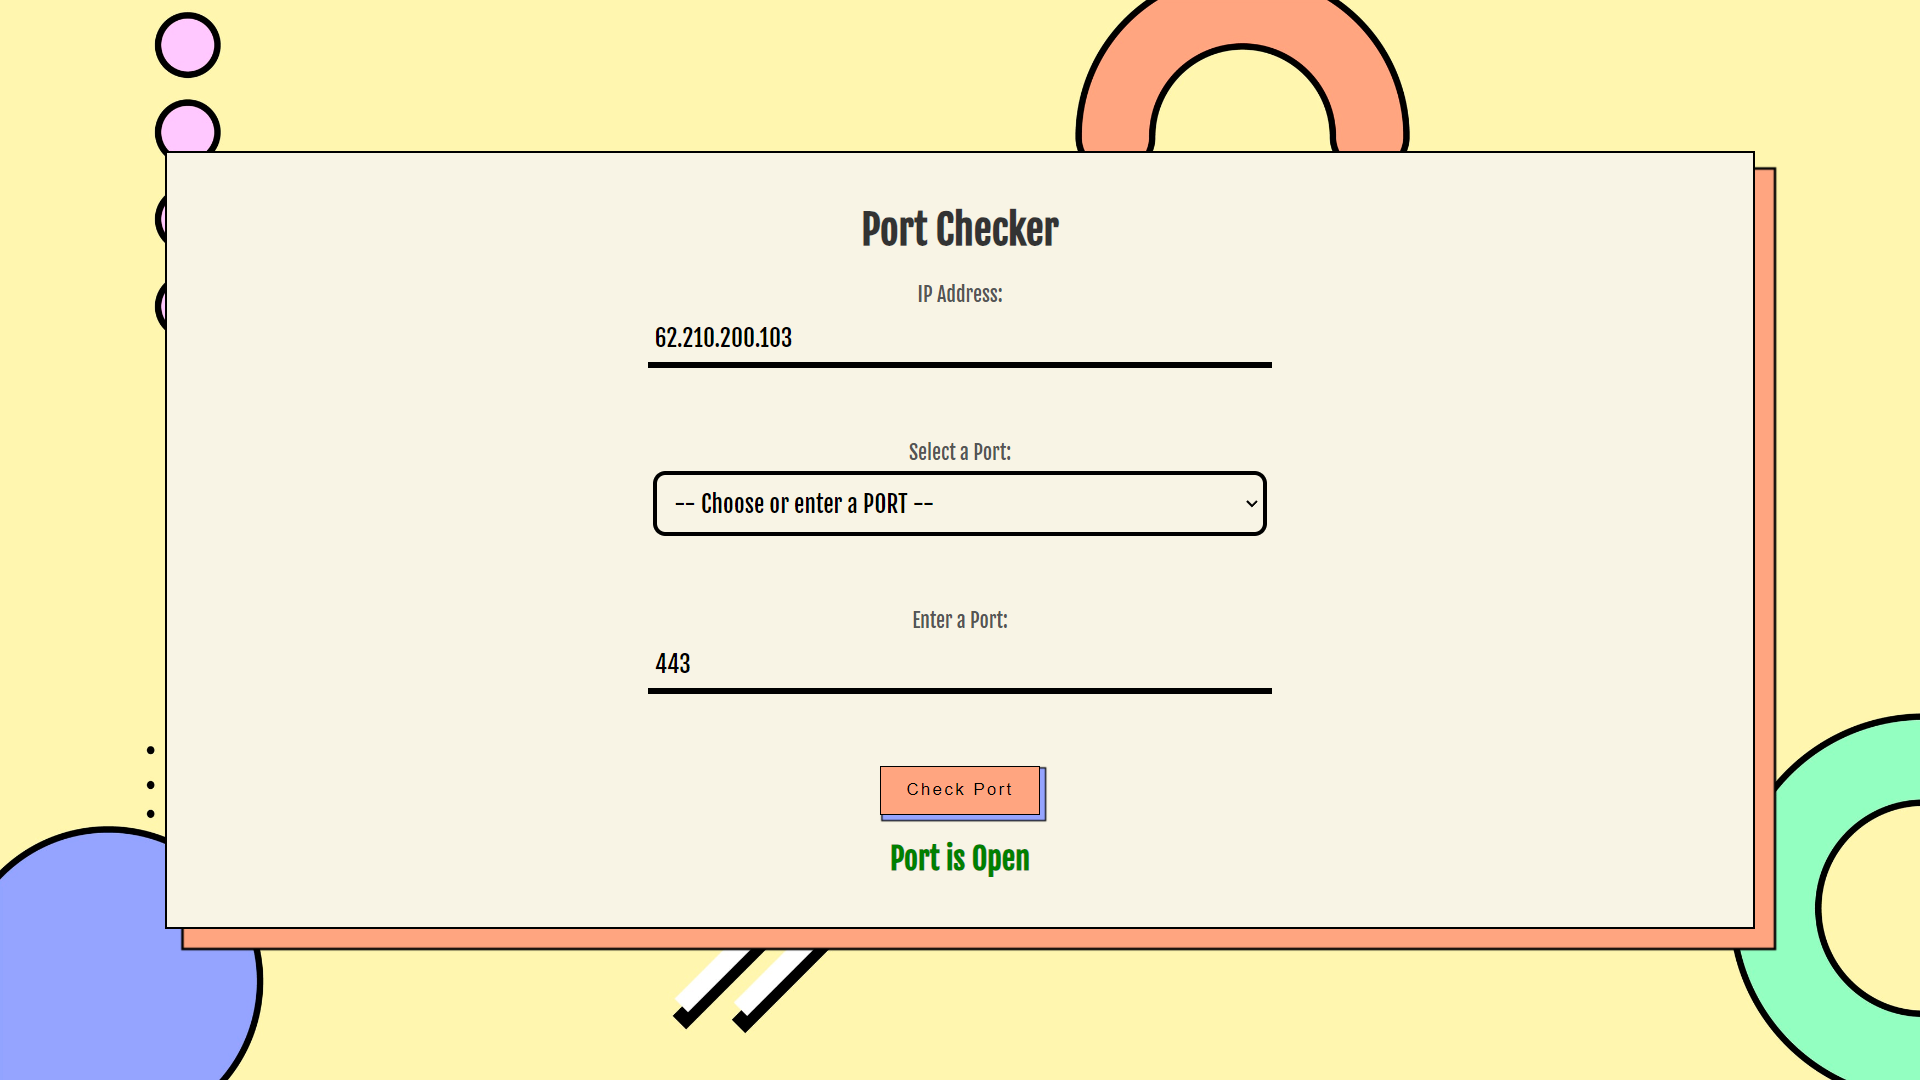 Port Checker
IP Address:
62.210.200.103
Select a Port:
-- Choose or enter a PORT --
Enter a Port:
443
Check Port
Port is Open